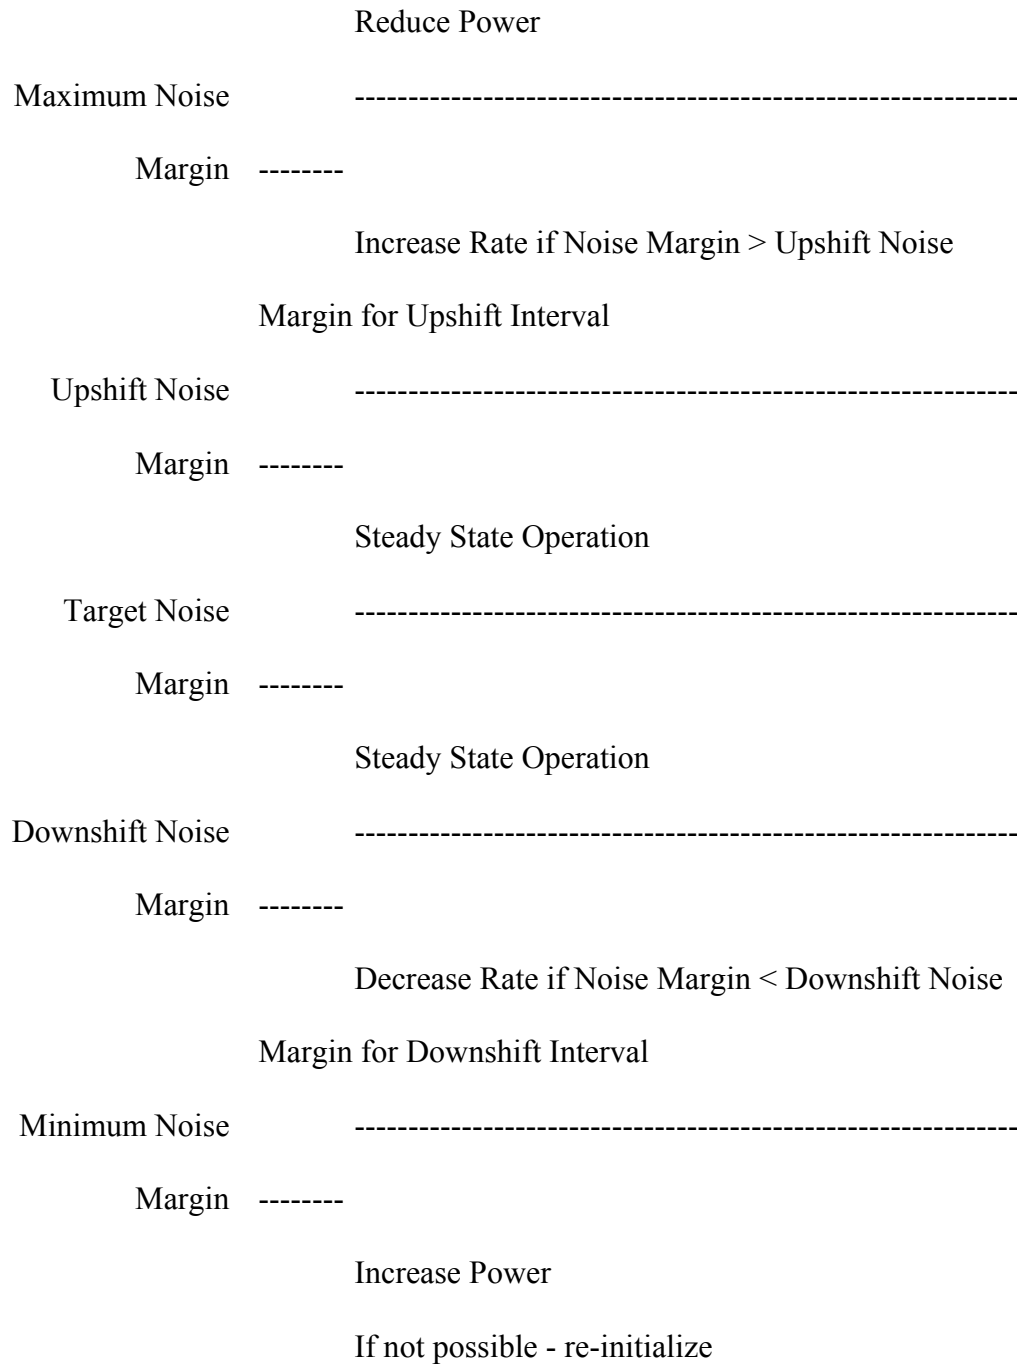 Reduce Power
Maximum Noise ---------------------------------------------------------------
Margin --------
Increase Rate if Noise Margin > Upshift Noise
Margin for Upshift Interval
Upshift Noise ---------------------------------------------------------------
Margin --------
Steady State Operation
Target Noise ---------------------------------------------------------------
Margin --------
Steady State Operation
Downshift Noise ---------------------------------------------------------------
Margin --------
Decrease Rate if Noise Margin < Downshift Noise
Margin for Downshift Interval
Minimum Noise ---------------------------------------------------------------
Margin --------
Increase Power
If not possible - re-initialize